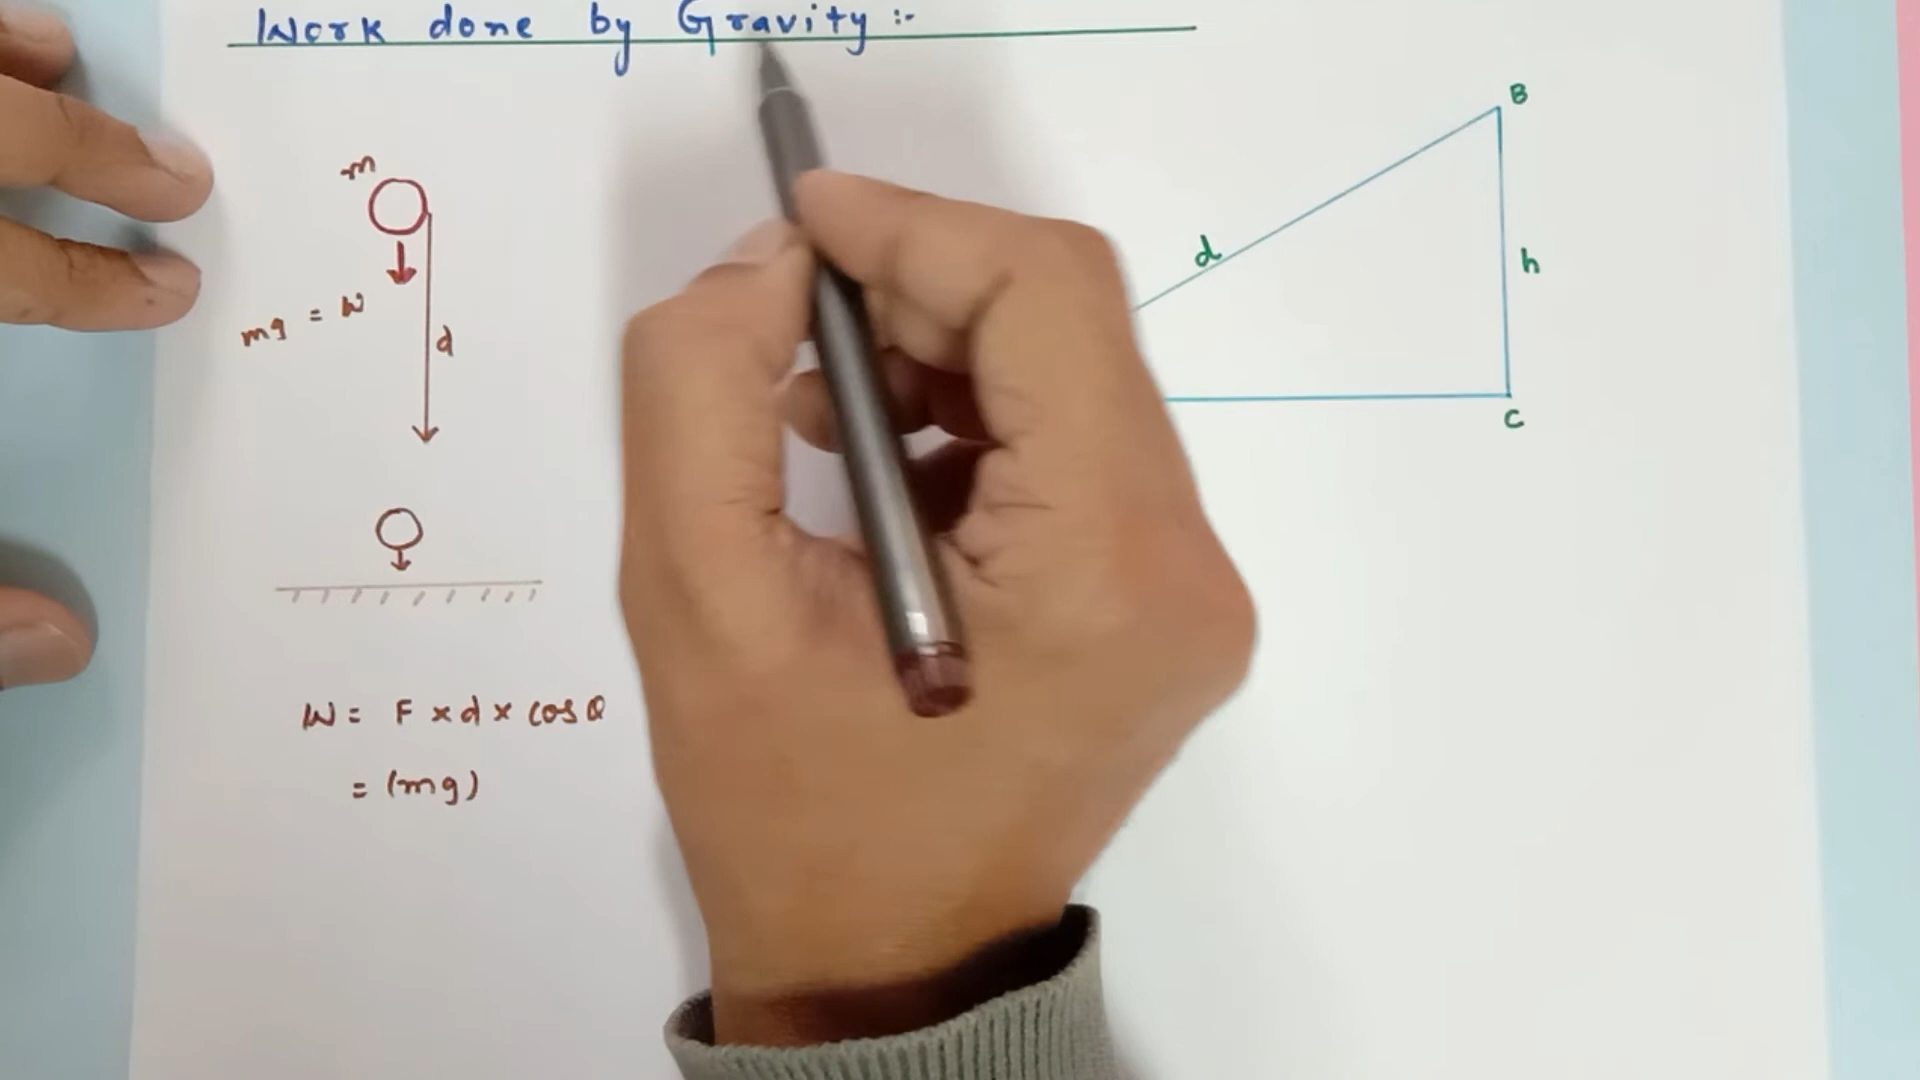 Work done by Gravity :-
m
mg = W
d
W = F × d × cos θ
= (mg)
B
d
h
C